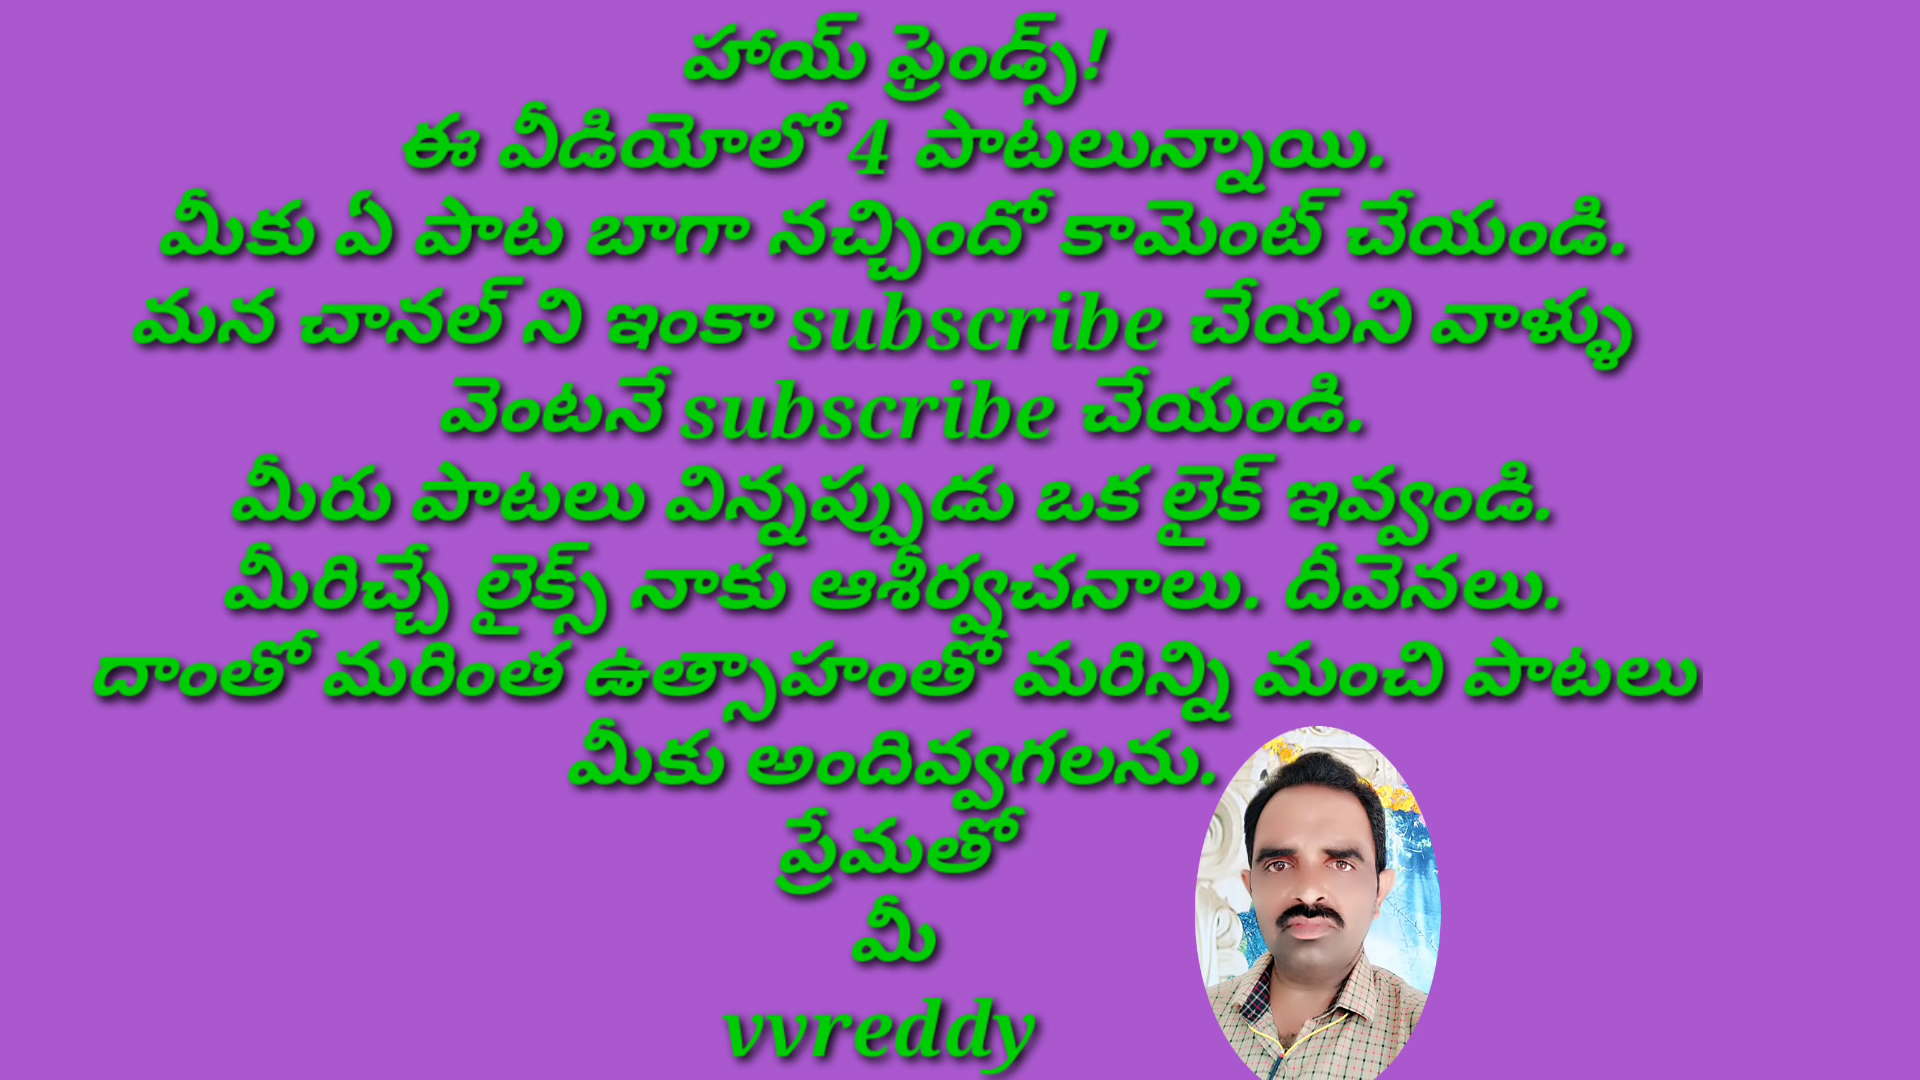 హాయ్ ఫ్రెండ్స్!
ఈ వీడియోలో 4 పాటలున్నాయి.
మీకు ఏ పాట బాగా నచ్చిందో కామెంట్ చేయండి.
మన చానల్ ని ఇంకా subscribe చేయని వాళ్ళు
వెంటనే subscribe చేయండి.
మీరు పాటలు విన్నప్పుడు ఒక లైక్ ఇవ్వండి.
మీరిచ్చే లైక్స్ నాకు ఆశీర్వచనాలు. దీవెనలు.
దాంతో మరింత ఉత్సాహంతో మరిన్ని మంచి పాటలు
మీకు అందివ్వగలను.
ప్రేమతో
మీ
vvreddy